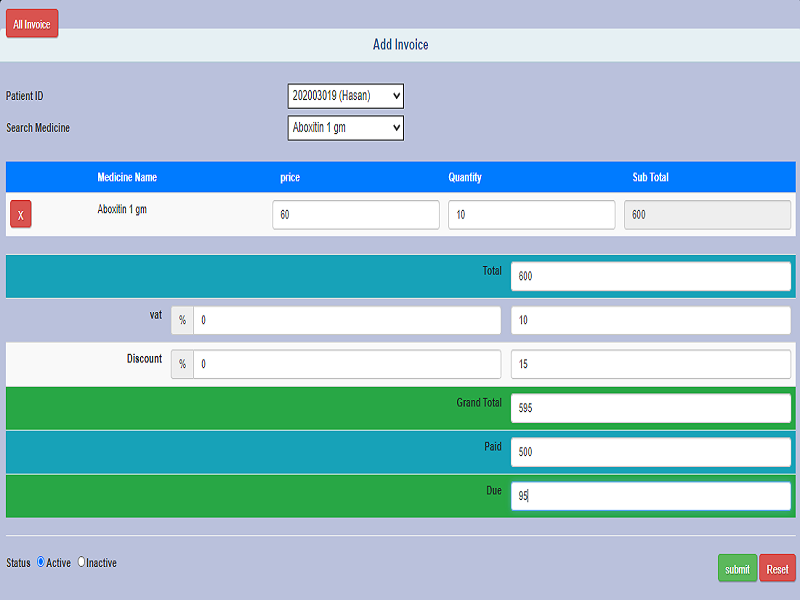 All Invoice
Add Invoice
Patient ID 202003019 (Hasan)
Search Medicine Aboxitin 1 gm
Medicine Name price Quantity Sub Total
X Aboxitin 1 gm 60 10 600
Total 600
vat % 0 10
Discount % 0 15
Grand Total 595
Paid 500
Due 95
Status Active Inactive submit Reset